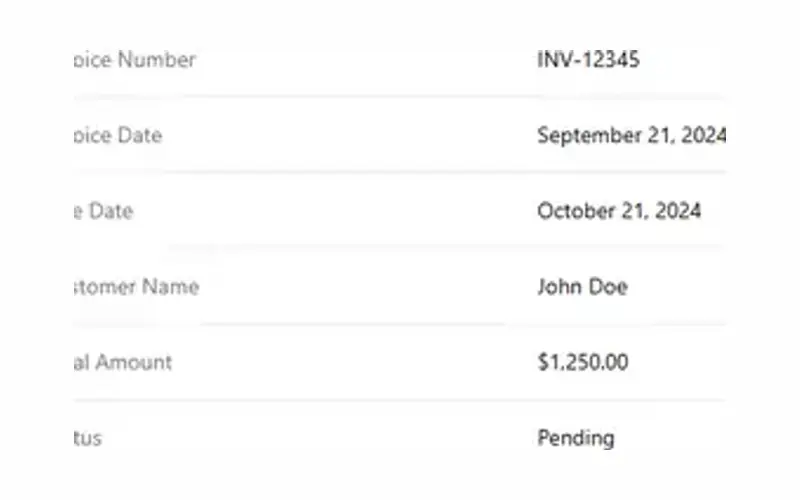 oice Number INV-12345
oice Date September 21, 2024
e Date October 21, 2024
stomer Name John Doe
al Amount $1,250.00
tus Pending